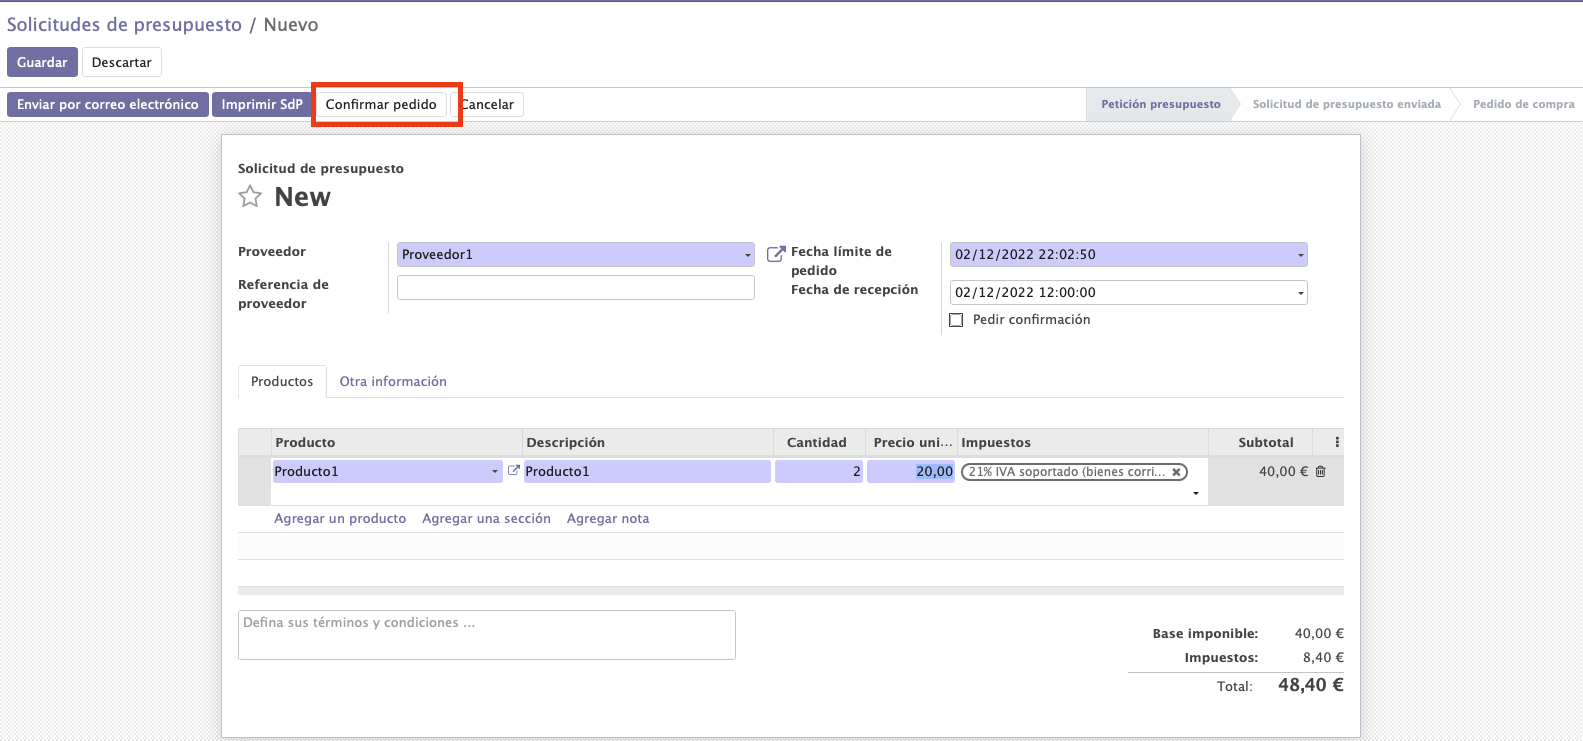 Solicitudes de presupuesto / Nuevo
Guardar Descartar
Enviar por correo electrónico Imprimir SdP Confirmar pedido Cancelar Petición presupuesto Solicitud de presupuesto enviada Pedido de compra
Solicitud de presupuesto
New
Proveedor Proveedor1
Referencia de proveedor
Fecha límite de pedido 02/12/2022 22:02:50
Fecha de recepción 02/12/2022 12:00:00
Pedir confirmación
Productos Otra información
Producto Descripción Cantidad Precio uni... Impuestos Subtotal
Producto1 Producto1 2 20,00 21% IVA soportado (bienes corri... 40,00 €
Agregar un producto Agregar una sección Agregar nota
Defina sus términos y condiciones ...
Base imponible: 40,00 €
Impuestos: 8,40 €
Total: 48,40 €